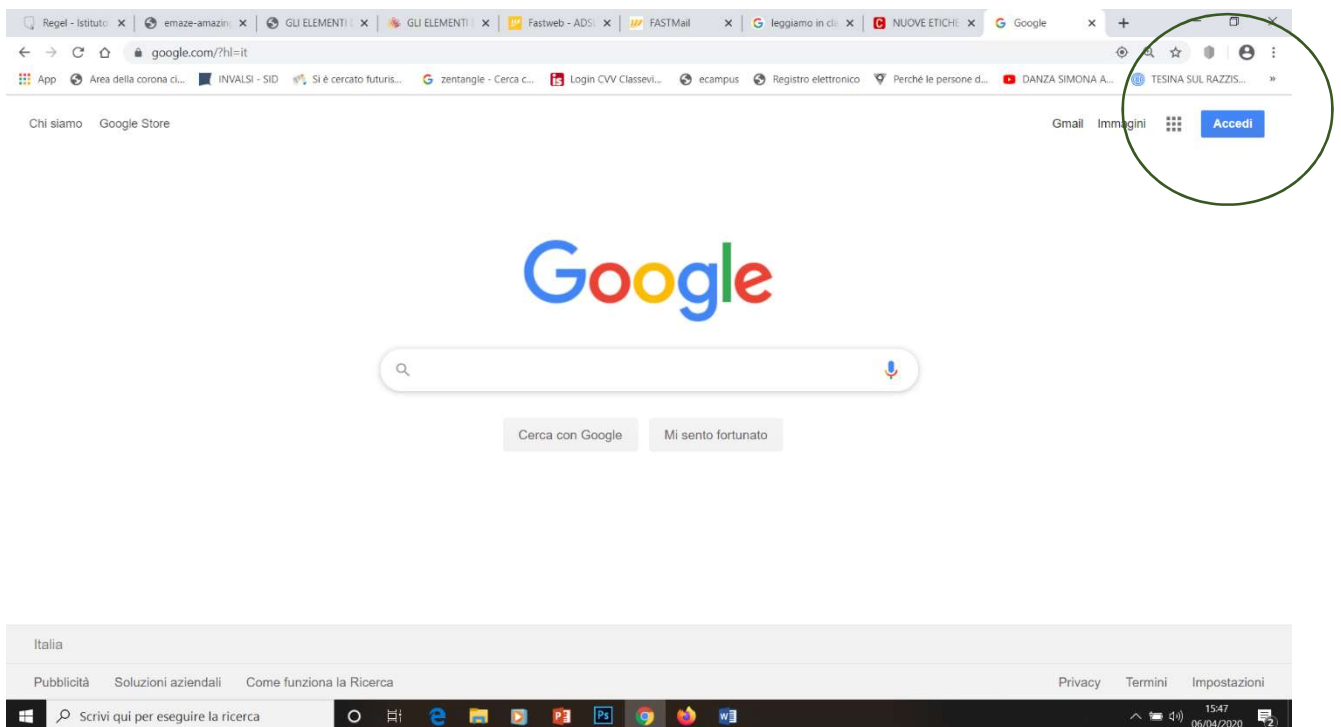 Regel - Istituto
emaze-amazing
GLI ELEMENTI D
GLI ELEMENTI D
Fastweb - ADSL
FASTMail
leggiamo in cla
NUOVE ETICHE
Google
google.com/?hl=it
App Area della corona ci... INVALSI - SID Si è cercato futuris... zentangle - Cerca c... Login CVV Classevi... ecampus Registro elettronico Perché le persone d... DANZA SIMONA A... TESINA SUL RAZZIS... »
Chi siamo Google Store Gmail Immagini Accedi
Google
Cerca con Google Mi sento fortunato
Italia
Pubblicità Soluzioni aziendali Come funziona la Ricerca Privacy Termini Impostazioni
Scrivi qui per eseguire la ricerca 15:47
06/04/2020 2